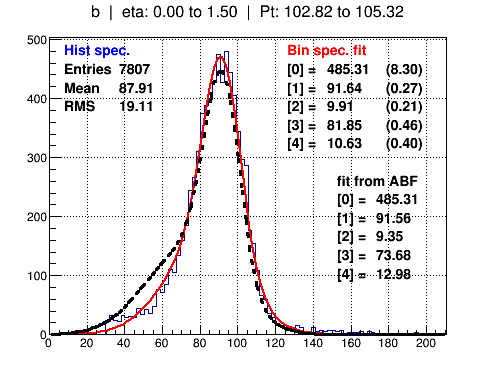 b | eta: 0.00 to 1.50 | Pt: 102.82 to 105.32
Hist spec.
Entries 7807
Mean 87.91
RMS 19.11
Bin spec. fit
[0] = 485.31 (8.30)
[1] = 91.64 (0.27)
[2] = 9.91 (0.21)
[3] = 81.85 (0.46)
[4] = 10.63 (0.40)
fit from ABF
[0] = 485.31
[1] = 91.56
[2] = 9.35
[3] = 73.68
[4] = 12.98
500
400
300
200
100
0
0 20 40 60 80 100 120 140 160 180 200